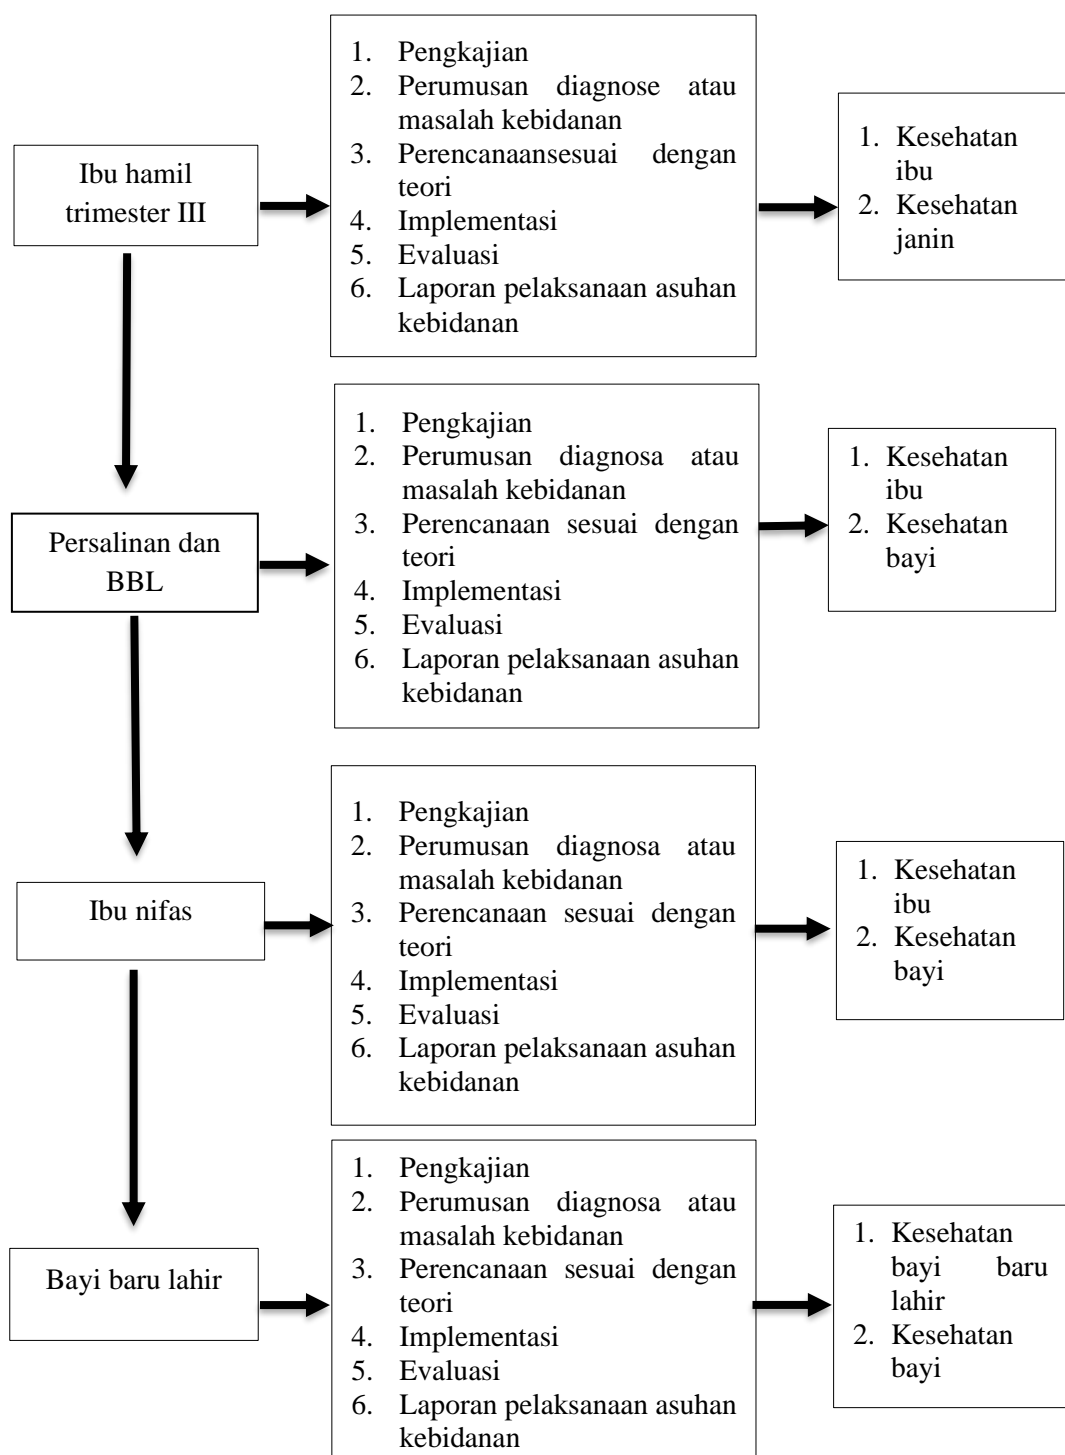 Ibu hamil
trimester III
1. Pengkajian
2. Perumusan diagnose atau
masalah kebidanan
3. Perencanaansesuai dengan
teori
4. Implementasi
5. Evaluasi
6. Laporan pelaksanaan asuhan
kebidanan
1. Kesehatan
ibu
2. Kesehatan
janin
Persalinan dan
BBL
1. Pengkajian
2. Perumusan diagnosa atau
masalah kebidanan
3. Perencanaan sesuai dengan
teori
4. Implementasi
5. Evaluasi
6. Laporan pelaksanaan asuhan
kebidanan
1. Kesehatan
ibu
2. Kesehatan
bayi
Ibu nifas
1. Pengkajian
2. Perumusan diagnosa atau
masalah kebidanan
3. Perencanaan sesuai dengan
teori
4. Implementasi
5. Evaluasi
6. Laporan pelaksanaan asuhan
kebidanan
1. Kesehatan
ibu
2. Kesehatan
bayi
Bayi baru lahir
1. Pengkajian
2. Perumusan diagnosa atau
masalah kebidanan
3. Perencanaan sesuai dengan
teori
4. Implementasi
5. Evaluasi
6. Laporan pelaksanaan asuhan
kebidanan
1. Kesehatan
bayi baru
lahir
2. Kesehatan
bayi